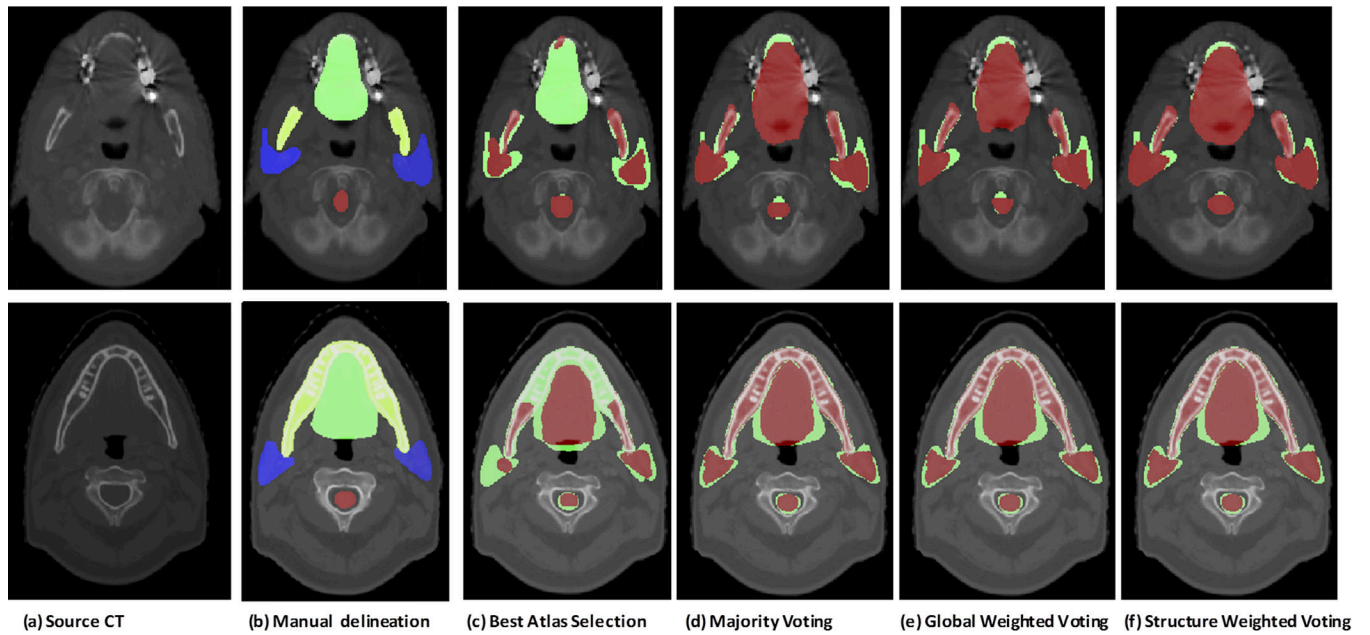 (a) Source CT
(b) Manual delineation
(c) Best Atlas Selection
(d) Majority Voting
(e) Global Weighted Voting
(f) Structure Weighted Voting